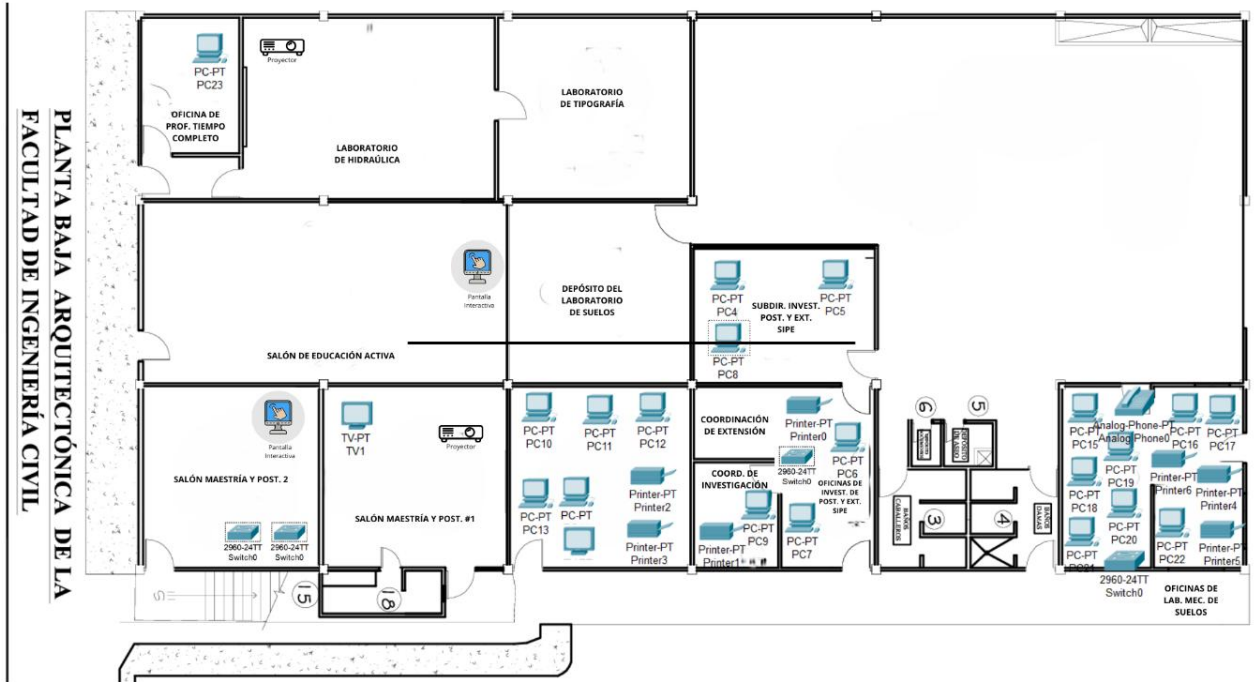 PLANTA BAJA ARQUITECTÓNICA DE LA
FACULTAD DE INGENIERÍA CIVIL
PC-PT
PC23
OFICINA DE
PROF. TIEMPO
COMPLETO
Proyector
LABORATORIO
DE HIDRAÚLICA
LABORATORIO
DE TIPOGRAFÍA
Pantalla
Interactiva
SALÓN DE EDUCACIÓN ACTIVA
DEPÓSITO DEL
LABORATORIO
DE SUELOS
PC-PT
PC4
PC-PT
PC5
SUBDIR. INVEST.
POST. Y EXT.
SIPE
PC-PT
PC8
Pantalla
Interactiva
SALÓN MAESTRÍA Y POST. 2
2960-24TT
Switch0
2960-24TT
Switch0
TV-PT
TV1
Proyector
SALÓN MAESTRÍA Y POST. #1
PC-PT
PC10
PC-PT
PC11
PC-PT
PC12
Printer-PT
Printer2
PC-PT
PC13
PC-PT
Printer-PT
Printer3
COORDINACIÓN
DE EXTENSIÓN
Printer-PT
Printer0
2960-24TT
Switch0
PC-PT
PC6
COORD. DE
INVESTIGACIÓN
OFICINAS DE
INVEST. DE
POST. Y EXT.
SIPE
PC-PT
PC9
Printer-PT
Printer1
PC-PT
PC7
6
5
3
4
BAÑOS
CABALLEROS
BAÑOS
DAMAS
PC-PT
PC15
Analog-Phone-PT
Analog Phone0
PC-PT
PC16
PC-PT
PC17
PC-PT
PC18
PC-PT
PC19
Printer-PT
Printer6
Printer-PT
Printer4
PC-PT
PC20
PC-PT
PC21
PC-PT
PC22
Printer-PT
Printer5
2960-24TT
Switch0
OFICINAS DE
LAB. MEC. DE
SUELOS
15
18